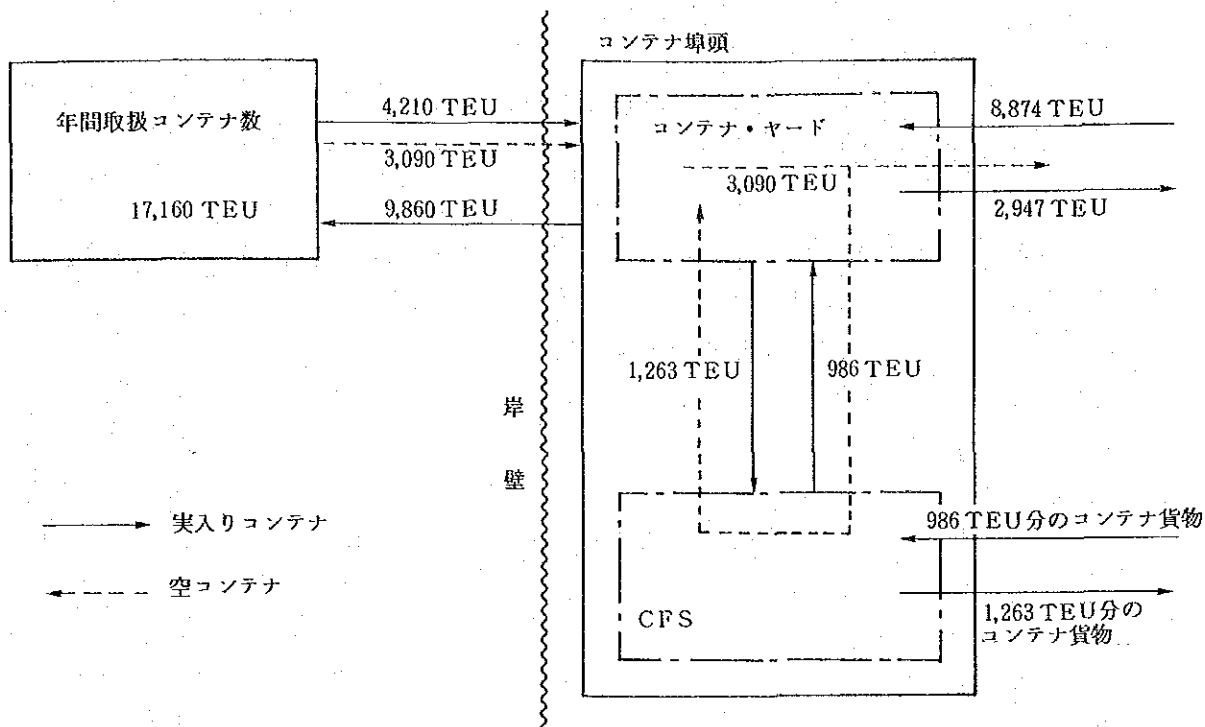 コンテナ埠頭
年間取扱コンテナ数
17,160 TEU
4,210 TEU
3,090 TEU
9,860 TEU
コンテナ・ヤード
3,090 TEU
8,874 TEU
2,947 TEU
1,263 TEU
986 TEU
岸
壁
実入りコンテナ
空コンテナ
CFS
986 TEU分のコンテナ貨物
1,263 TEU分の
コンテナ貨物